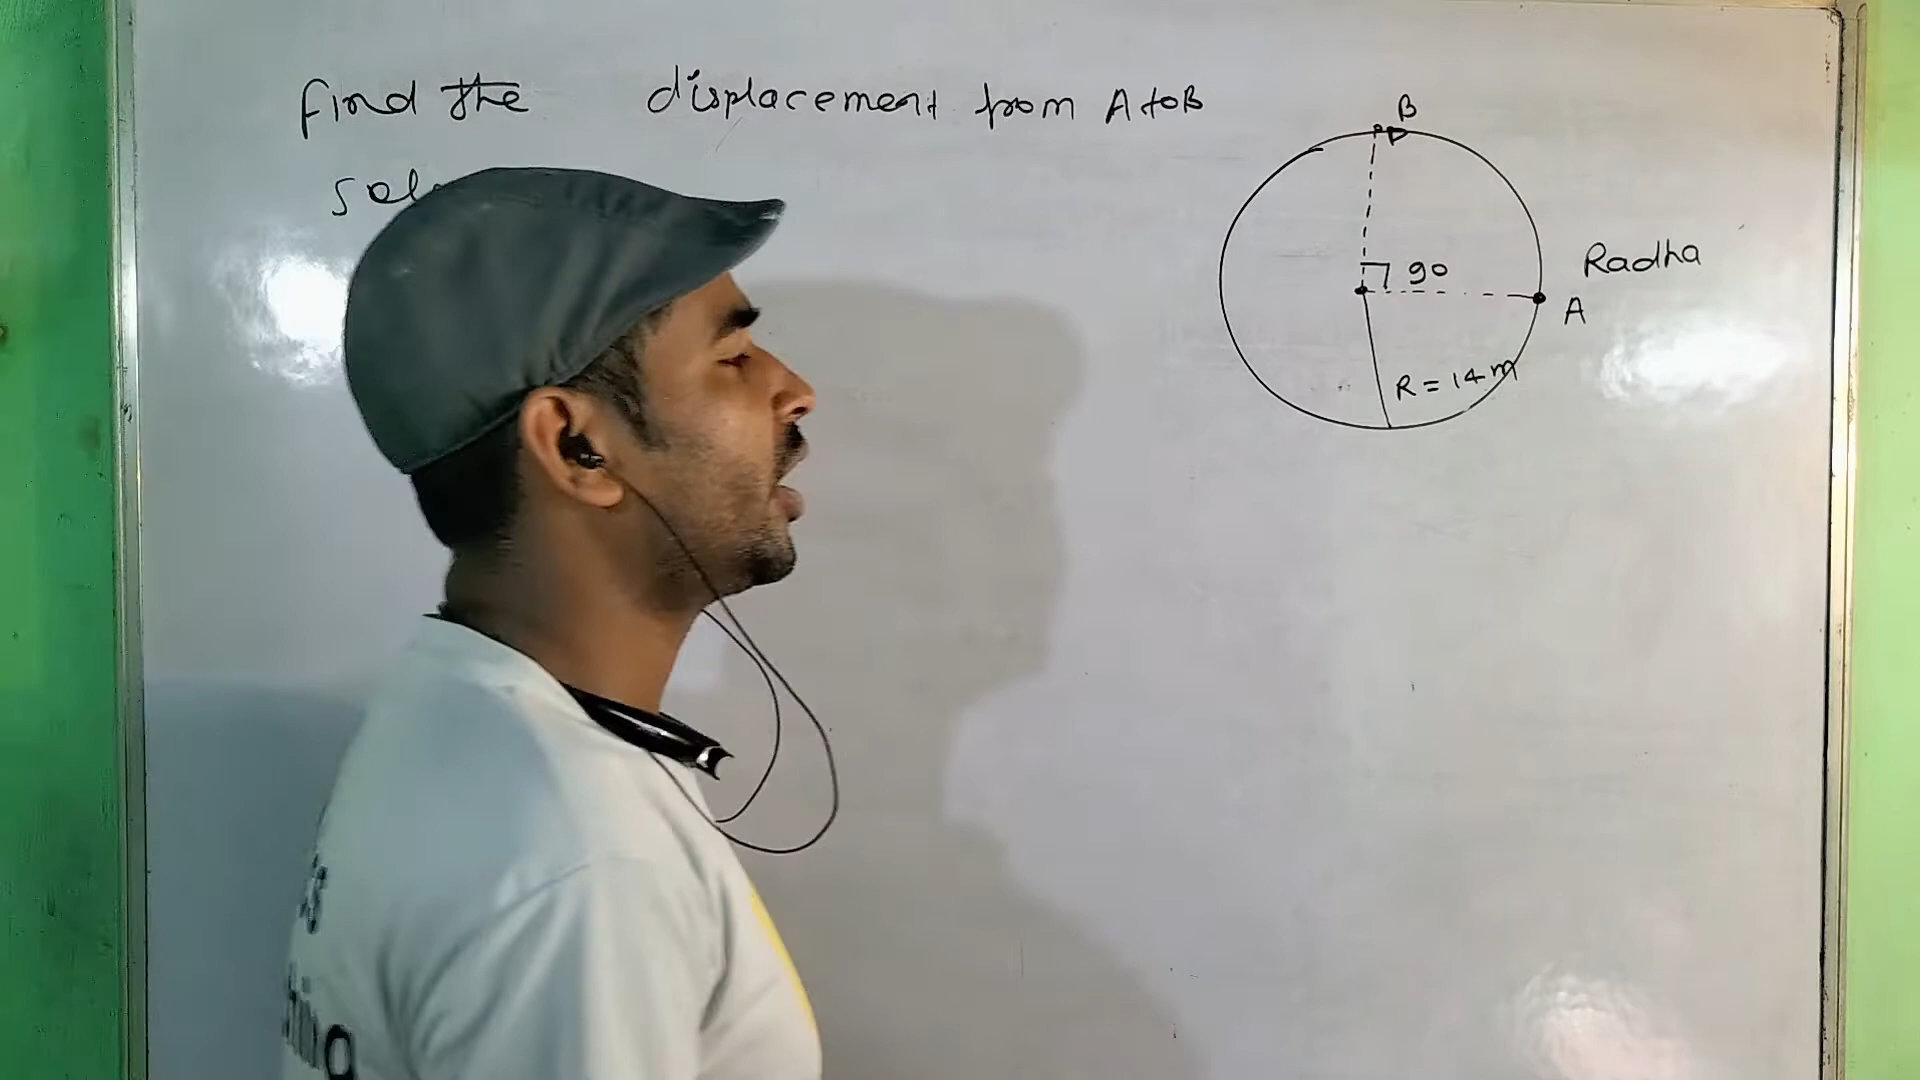 Find the displacement from A to B
B
90
Radha
A
R = 14 m